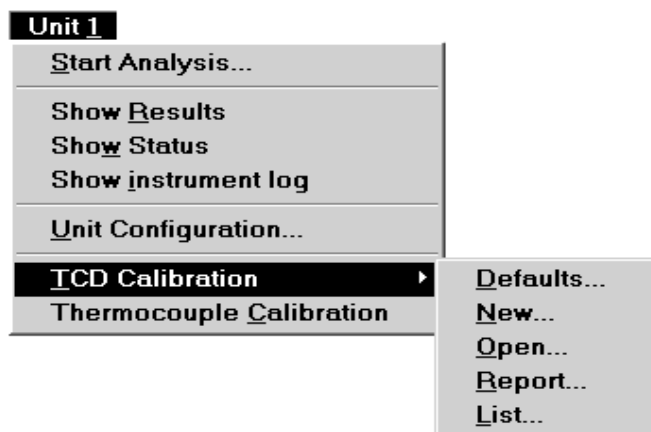 Unit 1
Start Analysis...
Show Results
Show Status
Show instrument log
Unit Configuration...
TCD Calibration
Thermocouple Calibration
Defaults...
New...
Open...
Report...
List...